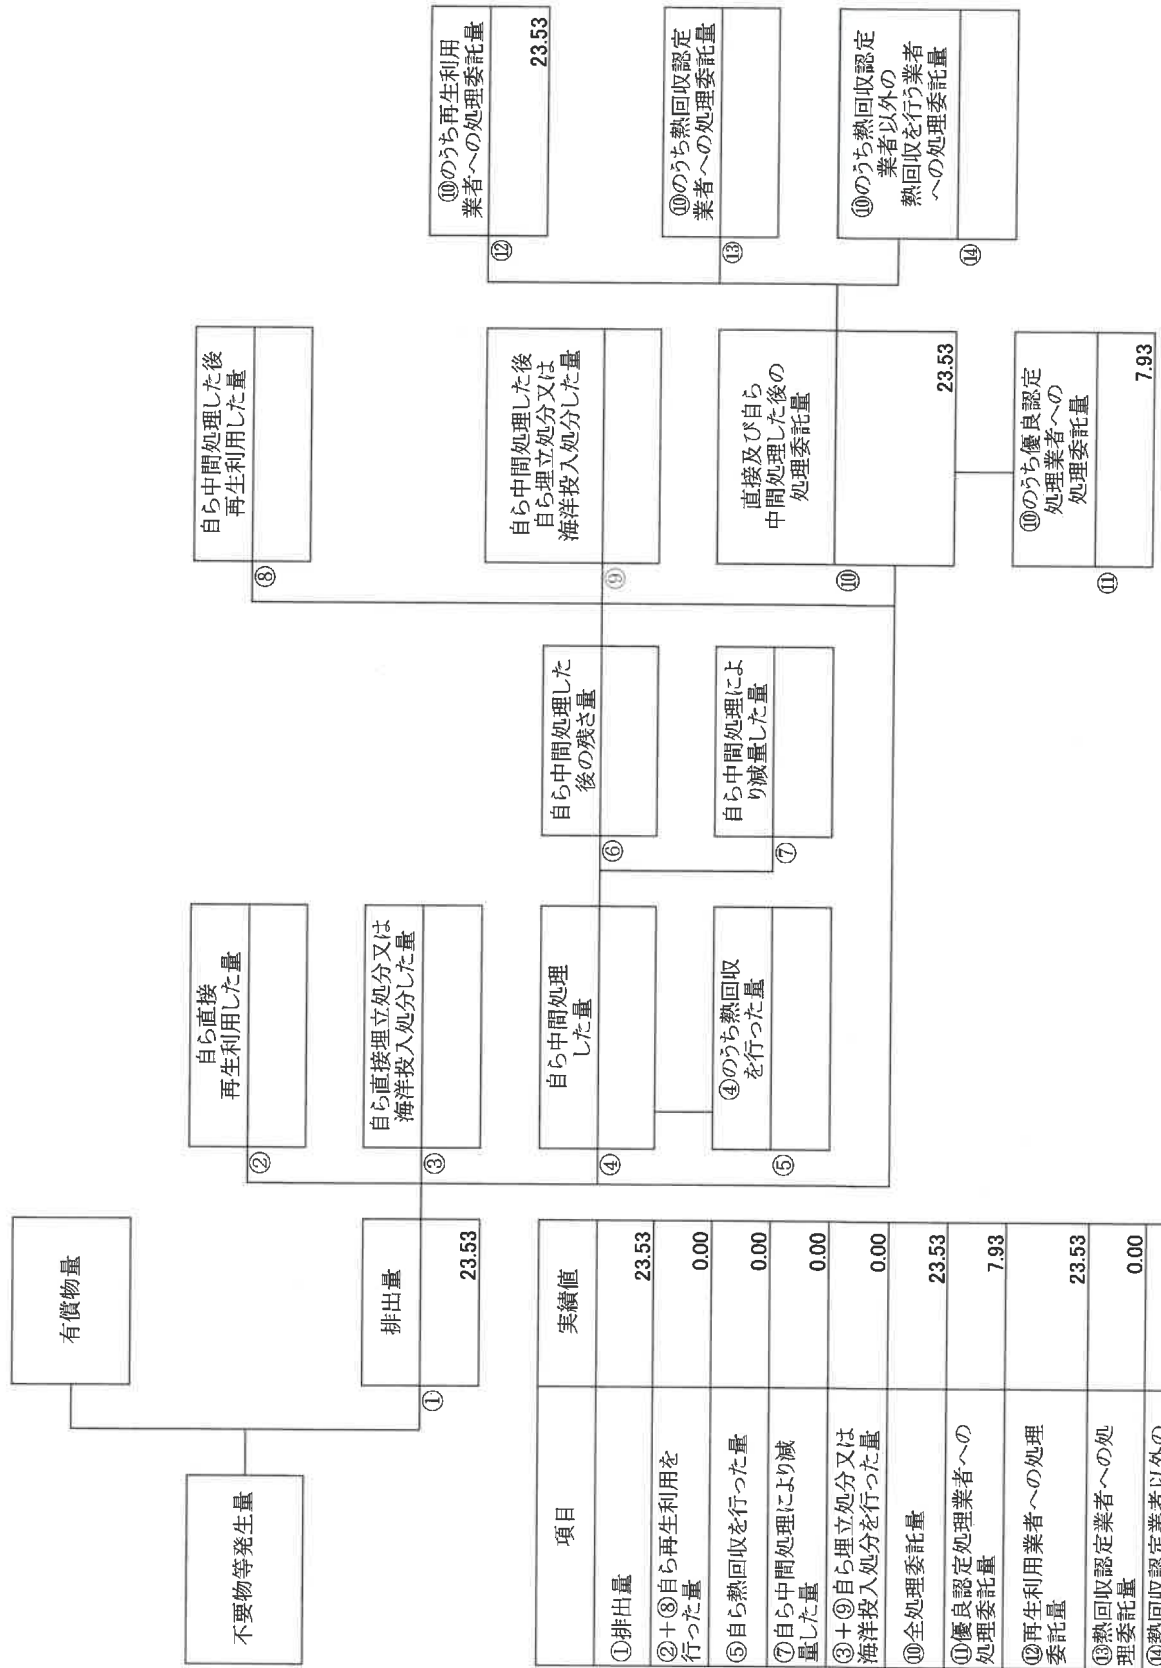 有償物量
不要物等発生量
排出量
①
23.53
自ら直接
再生利用した量
②
自ら直接埋立処分又は
海洋投入処分した量
③
自ら中間処理
した量
④
④のうち熱回収
を行った量
⑤
自ら中間処理した
後の残さ量
⑥
自ら中間処理によ
り減量した量
⑦
自ら中間処理した後
再生利用した量
⑧
自ら中間処理した後
自ら埋立処分又は
海洋投入処分した量
⑨
直接及び自ら
中間処理した後の
処理委託量
⑩
23.53
⑩のうち優良認定
処理業者への
処理委託量
⑪
7.93
⑩のうち再生利用
業者への処理委託量
⑫
23.53
⑩のうち熱回収認定
業者への処理委託量
⑬
⑩のうち熱回収認定
業者以外の
熱回収を行う業者
への処理委託量
⑭
項目 実績値
①排出量 23.53
②+⑧自ら再生利用を
行った量 0.00
⑤自ら熱回収を行った量 0.00
⑦自ら中間処理により減
量した量 0.00
③+⑨自ら埋立処分又は
海洋投入処分を行った量 0.00
⑩全処理委託量 23.53
⑪優良認定処理業者への
処理委託量 7.93
⑫再生利用業者への処理
委託量 23.53
⑬熱回収認定業者への処
理委託量 0.00
⑭熱回収認定業者以外の